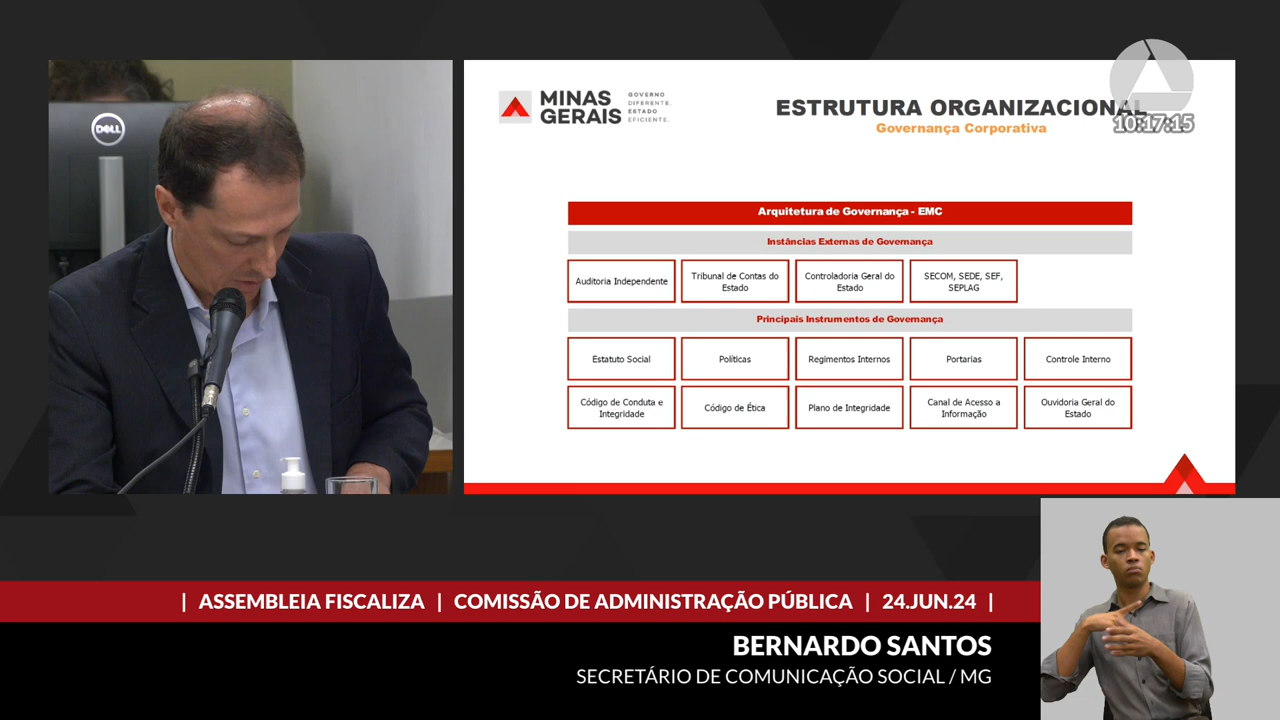 DELL
MINAS
GERAIS
GOVERNO
DIFERENTE.
ESTADO
EFICIENTE.
ESTRUTURA ORGANIZACIONAL
Governança Corporativa
10:17:15
Arquitetura de Governança - EMC
Instâncias Externas de Governança
Auditoria Independente
Tribunal de Contas do
Estado
Controladoria Geral do
Estado
SECOM, SEDE, SEF,
SEPLAG
Principais Instrumentos de Governança
Estatuto Social
Políticas
Regimentos Internos
Portarias
Controle Interno
Código de Conduta e
Integridade
Código de Ética
Plano de Integridade
Canal de Acesso a
Informação
Ouvidoria Geral do
Estado
| ASSEMBLEIA FISCALIZA | COMISSÃO DE ADMINISTRAÇÃO PÚBLICA | 24.JUN.24 |
BERNARDO SANTOS
SECRETÁRIO DE COMUNICAÇÃO SOCIAL / MG